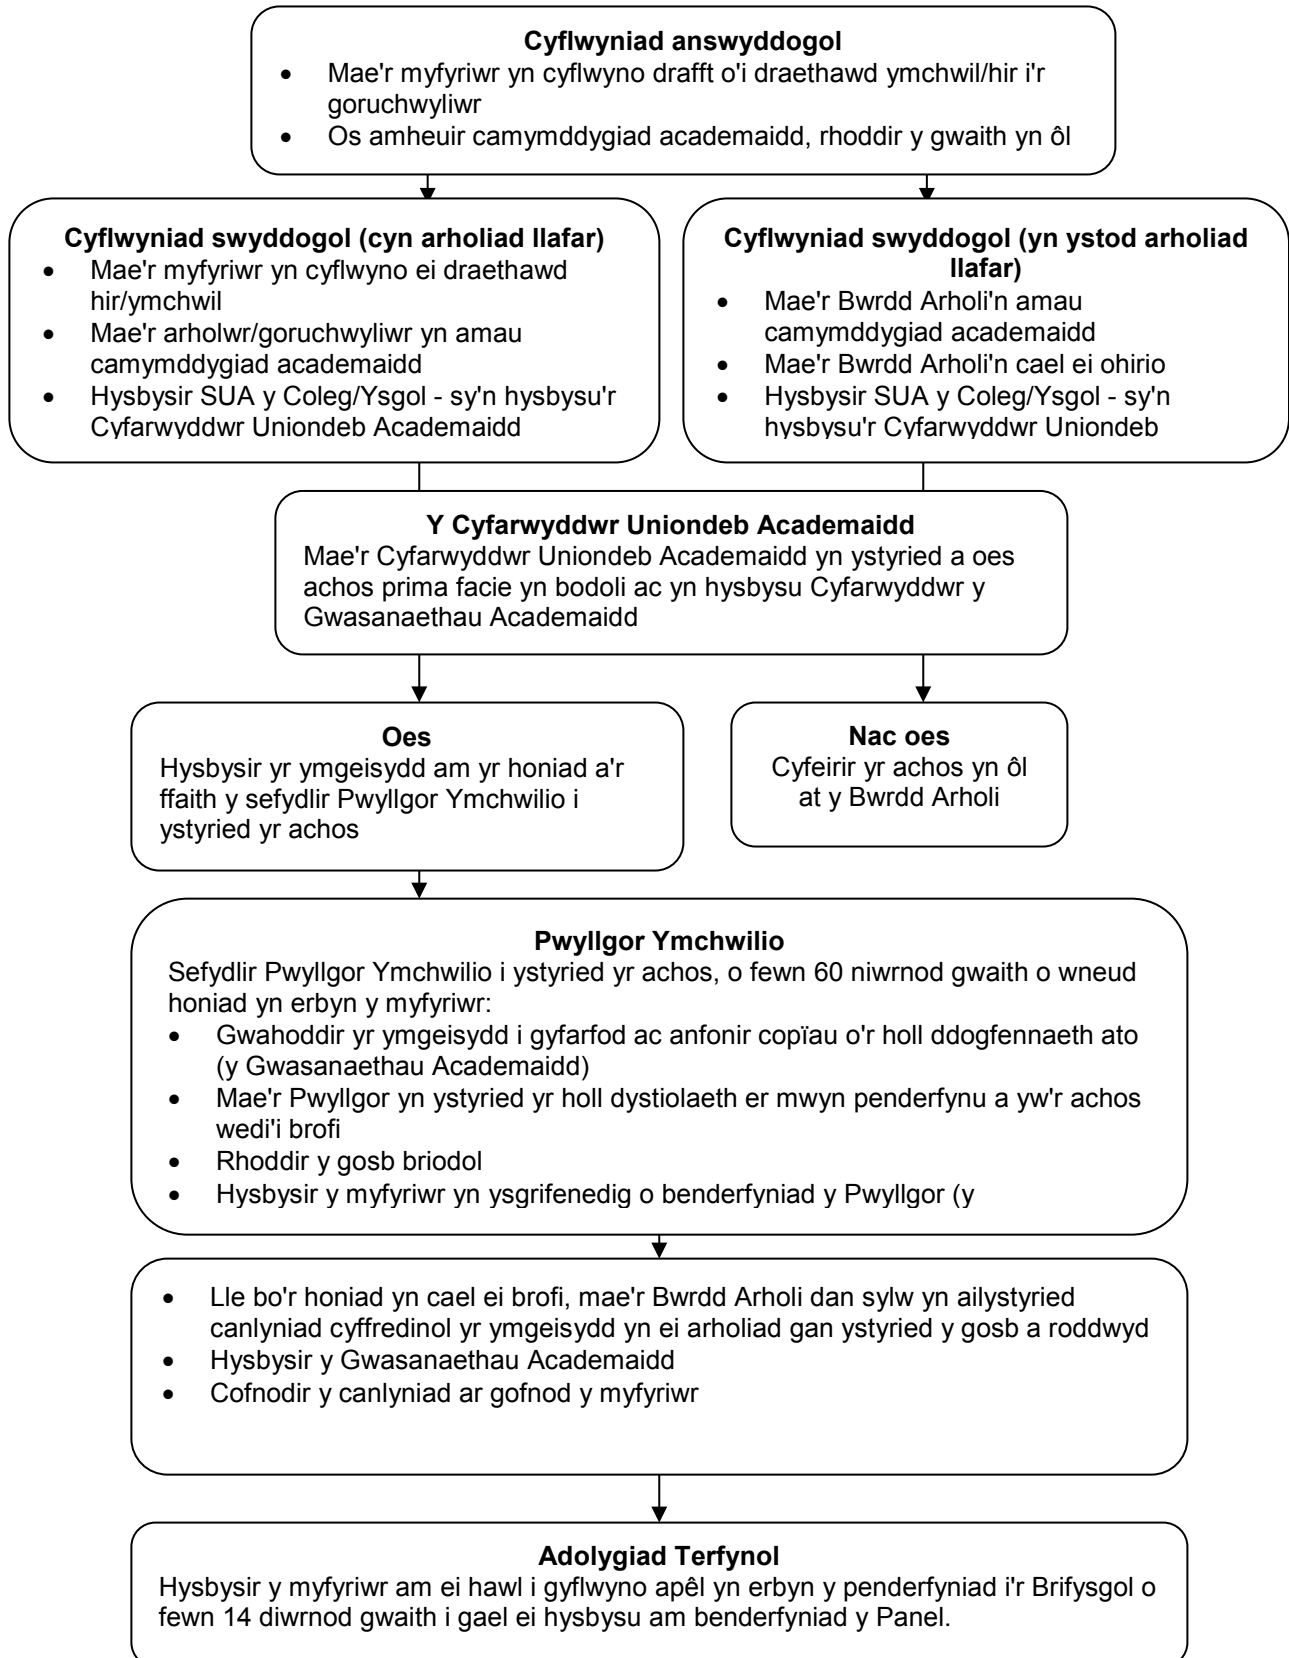 Cyflwyniad answyddogol
• Mae'r myfyriwr yn cyflwyno drafft o'i draethawd ymchwil/hir i'r
goruchwyliwr
• Os amheuir camymddygiad academaidd, rhoddir y gwaith yn ôl
Cyflwyniad swyddogol (cyn arholiad llafar)
• Mae'r myfyriwr yn cyflwyno ei draethawd
hir/ymchwil
• Mae'r arholwr/goruchwyliwr yn amau
camymddygiad academaidd
• Hysbysir SUA y Coleg/Ysgol - sy'n hysbysu'r
Cyfarwyddwr Uniondeb Academaidd
Cyflwyniad swyddogol (yn ystod arholiad
llafar)
• Mae'r Bwrdd Arholi'n amau
camymddygiad academaidd
• Mae'r Bwrdd Arholi'n cael ei ohirio
• Hysbysir SUA y Coleg/Ysgol - sy'n
hysbysu'r Cyfarwyddwr Uniondeb
Y Cyfarwyddwr Uniondeb Academaidd
Mae'r Cyfarwyddwr Uniondeb Academaidd yn ystyried a oes
achos prima facie yn bodoli ac yn hysbysu Cyfarwyddwr y
Gwasanaethau Academaidd
Oes
Hysbysir yr ymgeisydd am yr honiad a'r
ffaith y sefydlir Pwyllgor Ymchwilio i
ystyried yr achos
Nac oes
Cyfeirir yr achos yn ôl
at y Bwrdd Arholi
Pwyllgor Ymchwilio
Sefydlir Pwyllgor Ymchwilio i ystyried yr achos, o fewn 60 niwrnod gwaith o wneud
honiad yn erbyn y myfyriwr:
• Gwahoddir yr ymgeisydd i gyfarfod ac anfonir copïau o'r holl ddogfennaeth ato
(y Gwasanaethau Academaidd)
• Mae'r Pwyllgor yn ystyried yr holl dystiolaeth er mwyn penderfynu a yw'r achos
wedi'i brofi
• Rhoddir y gosb briodol
• Hysbysir y myfyriwr yn ysgrifenedig o benderfyniad y Pwyllgor (y
• Lle bo'r honiad yn cael ei brofi, mae'r Bwrdd Arholi dan sylw yn ailystyried
canlyniad cyffredinol yr ymgeisydd yn ei arholiad gan ystyried y gosb a roddwyd
• Hysbysir y Gwasanaethau Academaidd
• Cofnodir y canlyniad ar gofnod y myfyriwr
Adolygiad Terfynol
Hysbysir y myfyriwr am ei hawl i gyflwyno apêl yn erbyn y penderfyniad i'r Brifysgol o
fewn 14 diwrnod gwaith i gael ei hysbysu am benderfyniad y Panel.